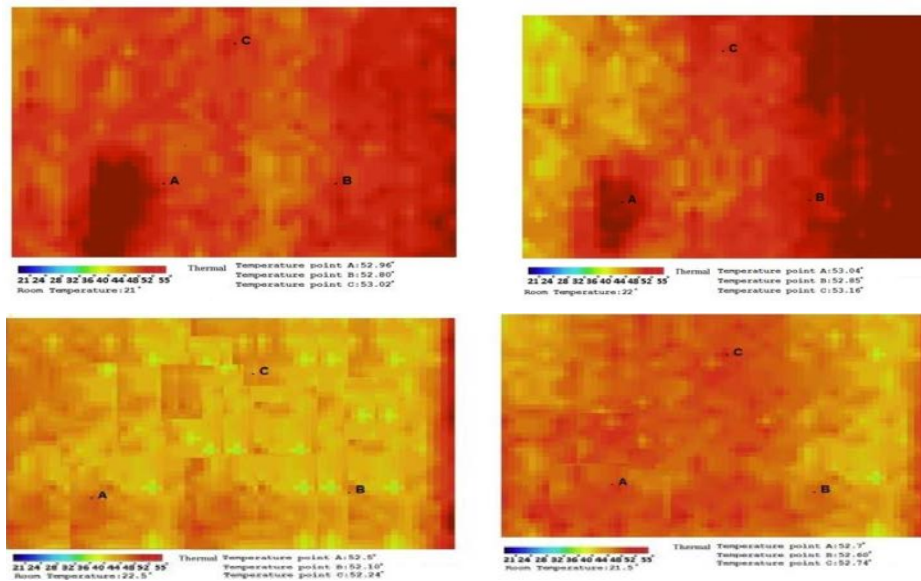 C
A
B
21° 24° 28° 32° 36° 40° 44° 48° 52° 55°
Thermal
Temperature point A:52.96°
Temperature point B:52.80°
Temperature point C:53.02°
Room Temperature:21°
C
A
B
21° 24° 28° 32° 36° 40° 44° 48° 52° 55°
Thermal
Temperature point A:53.04°
Temperature point B:52.85°
Temperature point C:53.16°
Room Temperature:22°
C
A
B
21° 24° 28° 32° 36° 40° 44° 48° 52° 55°
Thermal
Temperature point A:52.5°
Temperature point B:52.10°
Temperature point C:52.24°
Room Temperature:22.5°
C
A
B
21° 24° 28° 32° 36° 40° 44° 48° 52° 55°
Thermal
Temperature point A:52.7°
Temperature point B:52.60°
Temperature point C:52.74°
Room Temperature:21.5°